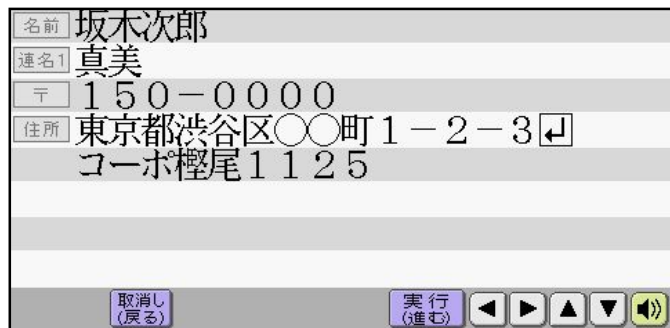 名前 坂木次郎
連名1 真美
〒 150-0000
住所 東京都渋谷区○○町1-2-3↵
コーポ樫尾1125
取消し 実行
(戻る) (進む)